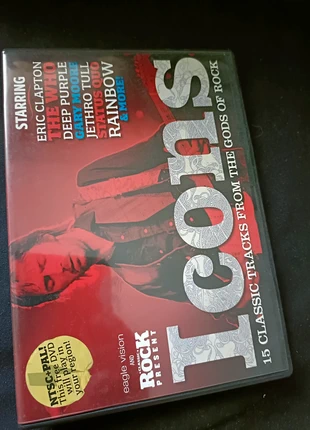 STARRING
ERIC CLAPTON
THE WHO
DEEP PURPLE
GARY MOORE
JETHRO TULL
STATUS QUO
RAINBOW
& MORE!
Icons
15 CLASSIC TRACKS FROM THE GODS OF ROCK
NTSC+PAL!
This free DVD
will play in
your region!
eagle vision
AND
CLASSIC
ROCK
PRESENT